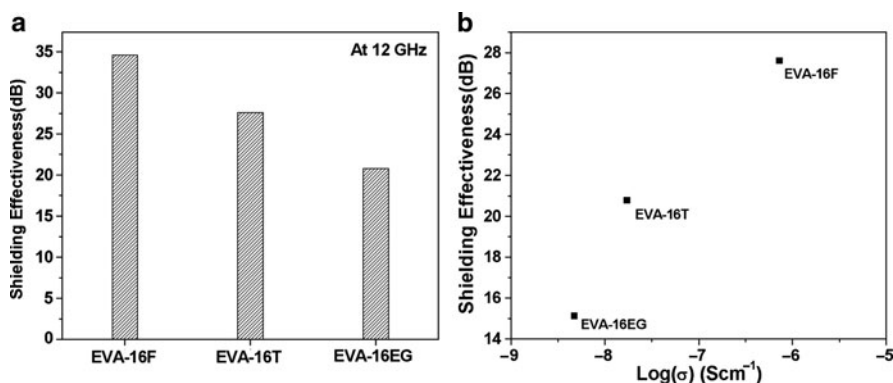 a
At 12 GHz
Shielding Effectiveness(dB)
35
30
25
20
15
10
5
0
EVA-16F
EVA-16T
EVA-16EG
b
Shielding Effectiveness(dB)
28
26
24
22
20
18
16
14
EVA-16F
EVA-16T
EVA-16EG
–9
–8
–7
–6
–5
Log(σ) (Scm⁻¹)